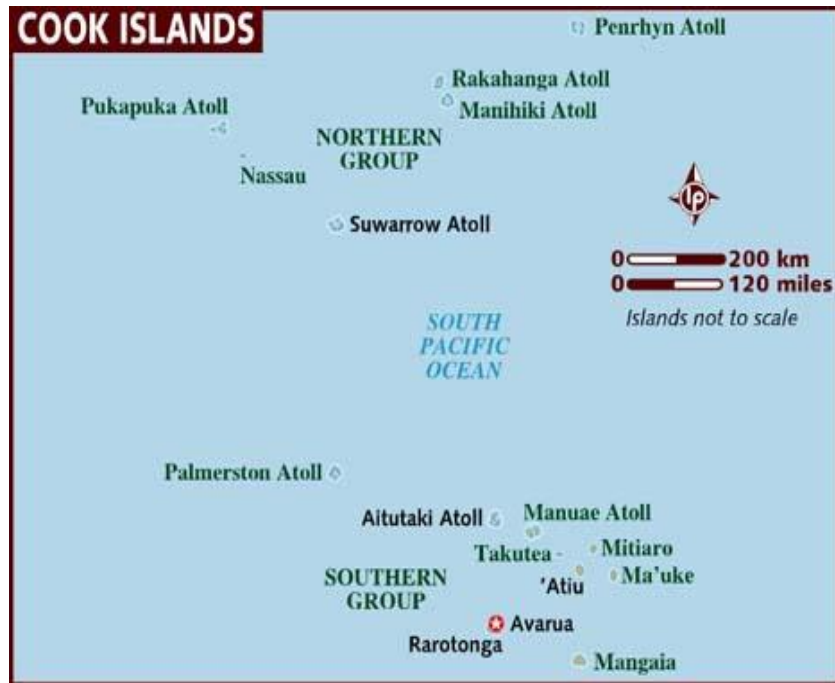 COOK ISLANDS
Penrhyn Atoll
Rakahanga Atoll
Pukapuka Atoll
Manihiki Atoll
NORTHERN
GROUP
Nassau
lp
Suwarrow Atoll
0 200 km
0 120 miles
Islands not to scale
SOUTH
PACIFIC
OCEAN
Palmerston Atoll
Aitutaki Atoll
Manuae Atoll
Takutea
Mitiaro
SOUTHERN
GROUP
'Atiu
Ma'uke
Avarua
Rarotonga
Mangaia